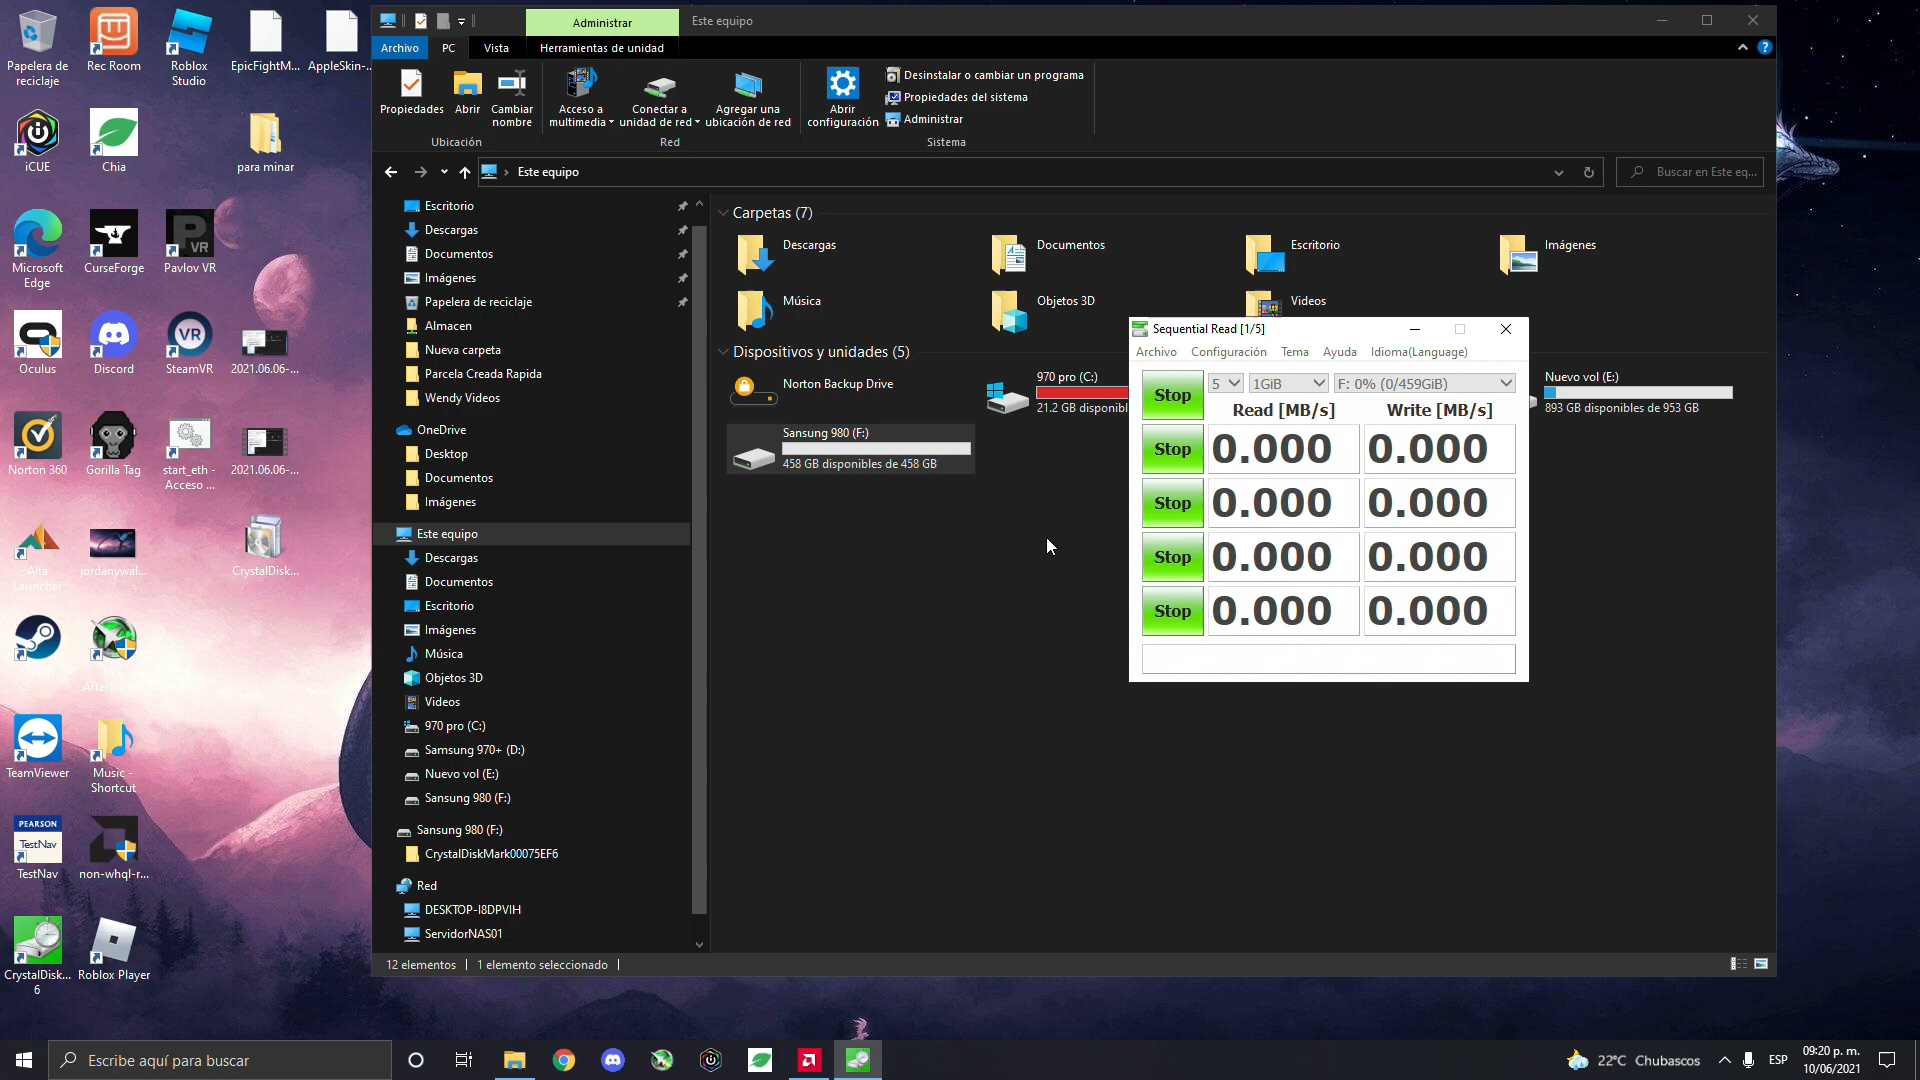 Papelera de reciclaje
Rec Room
Roblox Studio
EpicFightM...
AppleSkin-...
iCUE
Chia
para minar
Microsoft Edge
CurseForge
Pavlov VR
PAVLOV VR
Oculus
Discord
SteamVR
VR
2021.06.06-...
Norton 360
Gorilla Tag
start_eth - Acceso ...
2021.06.06-...
Alta Launcher
jordanywal...
CrystalDisk...
TeamViewer
Music - Shortcut
PEARSON
TestNav
TestNav
non-whql-r...
CrystalDisk... 6
Roblox Player
Administrar
Este equipo
Archivo
PC
Vista
Herramientas de unidad
Propiedades
Abrir
Cambiar nombre
Acceso a multimedia
Conectar a unidad de red
Agregar una ubicación de red
Abrir configuración
Desinstalar o cambiar un programa
Propiedades del sistema
Administrar
Ubicación
Red
Sistema
Este equipo
Buscar en Este eq...
Escritorio
Descargas
Documentos
Imágenes
Papelera de reciclaje
Almacen
Nueva carpeta
Parcela Creada Rapida
Wendy Videos
OneDrive
Desktop
Documentos
Imágenes
Este equipo
Descargas
Documentos
Escritorio
Imágenes
Música
Objetos 3D
Videos
970 pro (C:)
Samsung 970+ (D:)
Nuevo vol (E:)
Sansung 980 (F:)
Sansung 980 (F:)
CrystalDiskMark00075EF6
Red
DESKTOP-I8DPVIH
ServidorNAS01
12 elementos
1 elemento seleccionado
Carpetas (7)
Descargas
Documentos
Escritorio
Imágenes
Música
Objetos 3D
Videos
Dispositivos y unidades (5)
Norton Backup Drive
970 pro (C:)
21.2 GB disponibl
Nuevo vol (E:)
893 GB disponibles de 953 GB
Sansung 980 (F:)
458 GB disponibles de 458 GB
Sequential Read [1/5]
Archivo
Configuración
Tema
Ayuda
Idioma(Language)
Stop
5
1GiB
F: 0% (0/459GiB)
Read [MB/s]
Write [MB/s]
Stop
0.000
0.000
Stop
0.000
0.000
Stop
0.000
0.000
Stop
0.000
0.000
Escribe aquí para buscar
22°C Chubascos
ESP
09:20 p. m.
10/06/2021